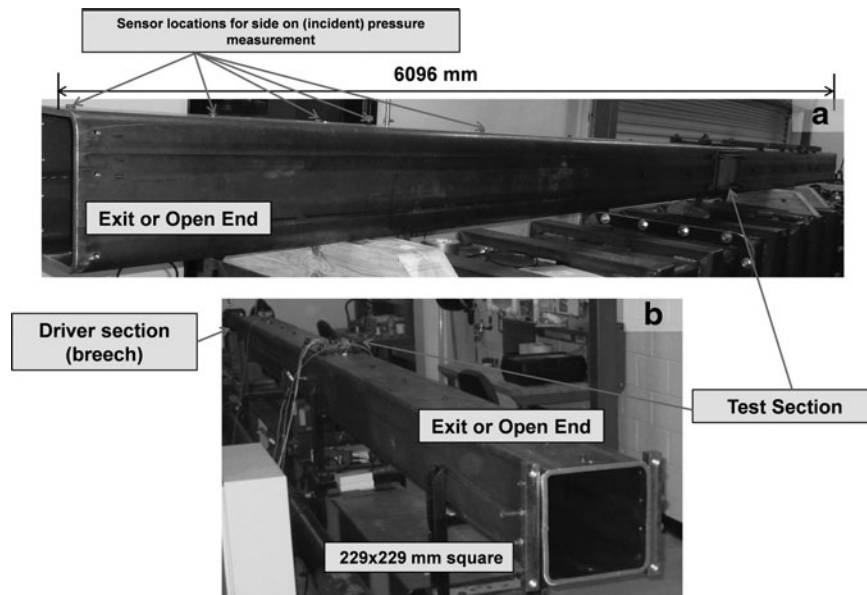 Sensor locations for side on (incident) pressure
measurement
6096 mm
a
Exit or Open End
b
Driver section
(breech)
Test Section
Exit or Open End
229x229 mm square